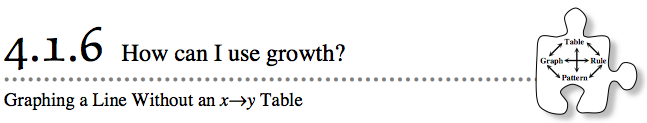 4.1.6 How can I use growth?
Table
Graph Rule
Pattern
Graphing a Line Without an x→y Table